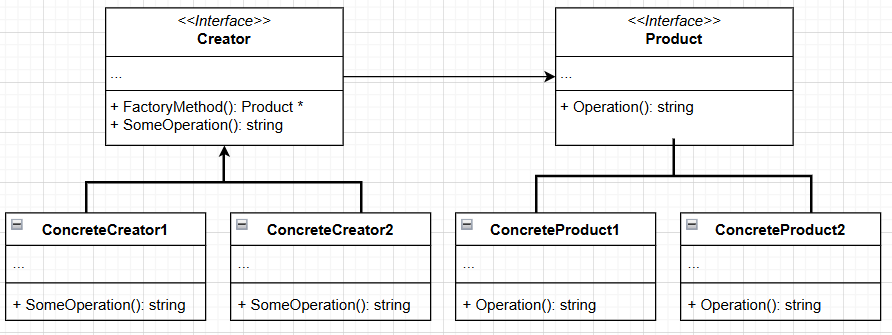 <<Interface>>
Creator
...
+ FactoryMethod(): Product *
+ SomeOperation(): string
<<Interface>>
Product
...
+ Operation(): string
ConcreteCreator1
...
+ SomeOperation(): string
ConcreteCreator2
...
+ SomeOperation(): string
ConcreteProduct1
...
+ Operation(): string
ConcreteProduct2
...
+ Operation(): string